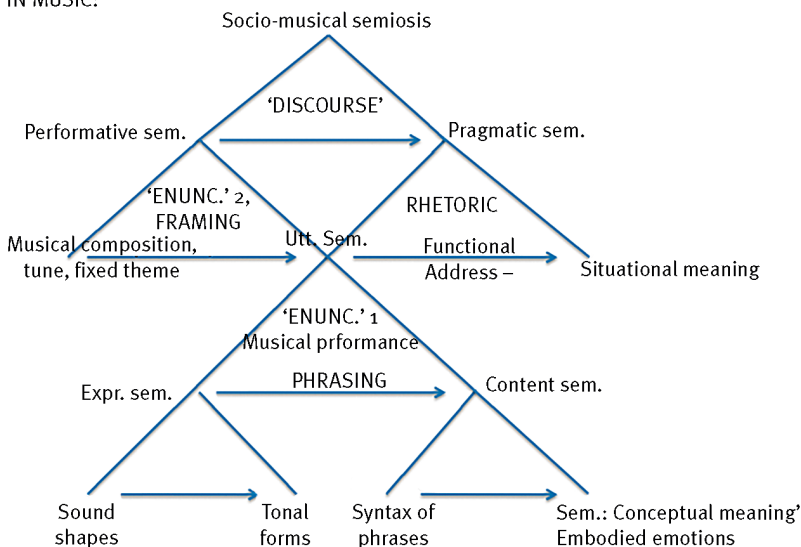 IN MUSIC.
Socio-musical semiosis
‘DISCOURSE’
Performative sem.
Pragmatic sem.
‘ENUNC.’ 2,
FRAMING
RHETORIC
Musical composition,
tune, fixed theme
Utt. Sem.
Functional
Address –
Situational meaning
‘ENUNC.’ 1
Musical prformance
PHRASING
Expr. sem.
Content sem.
Sound
shapes
Tonal
forms
Syntax of
phrases
Sem.: Conceptual meaning’
Embodied emotions